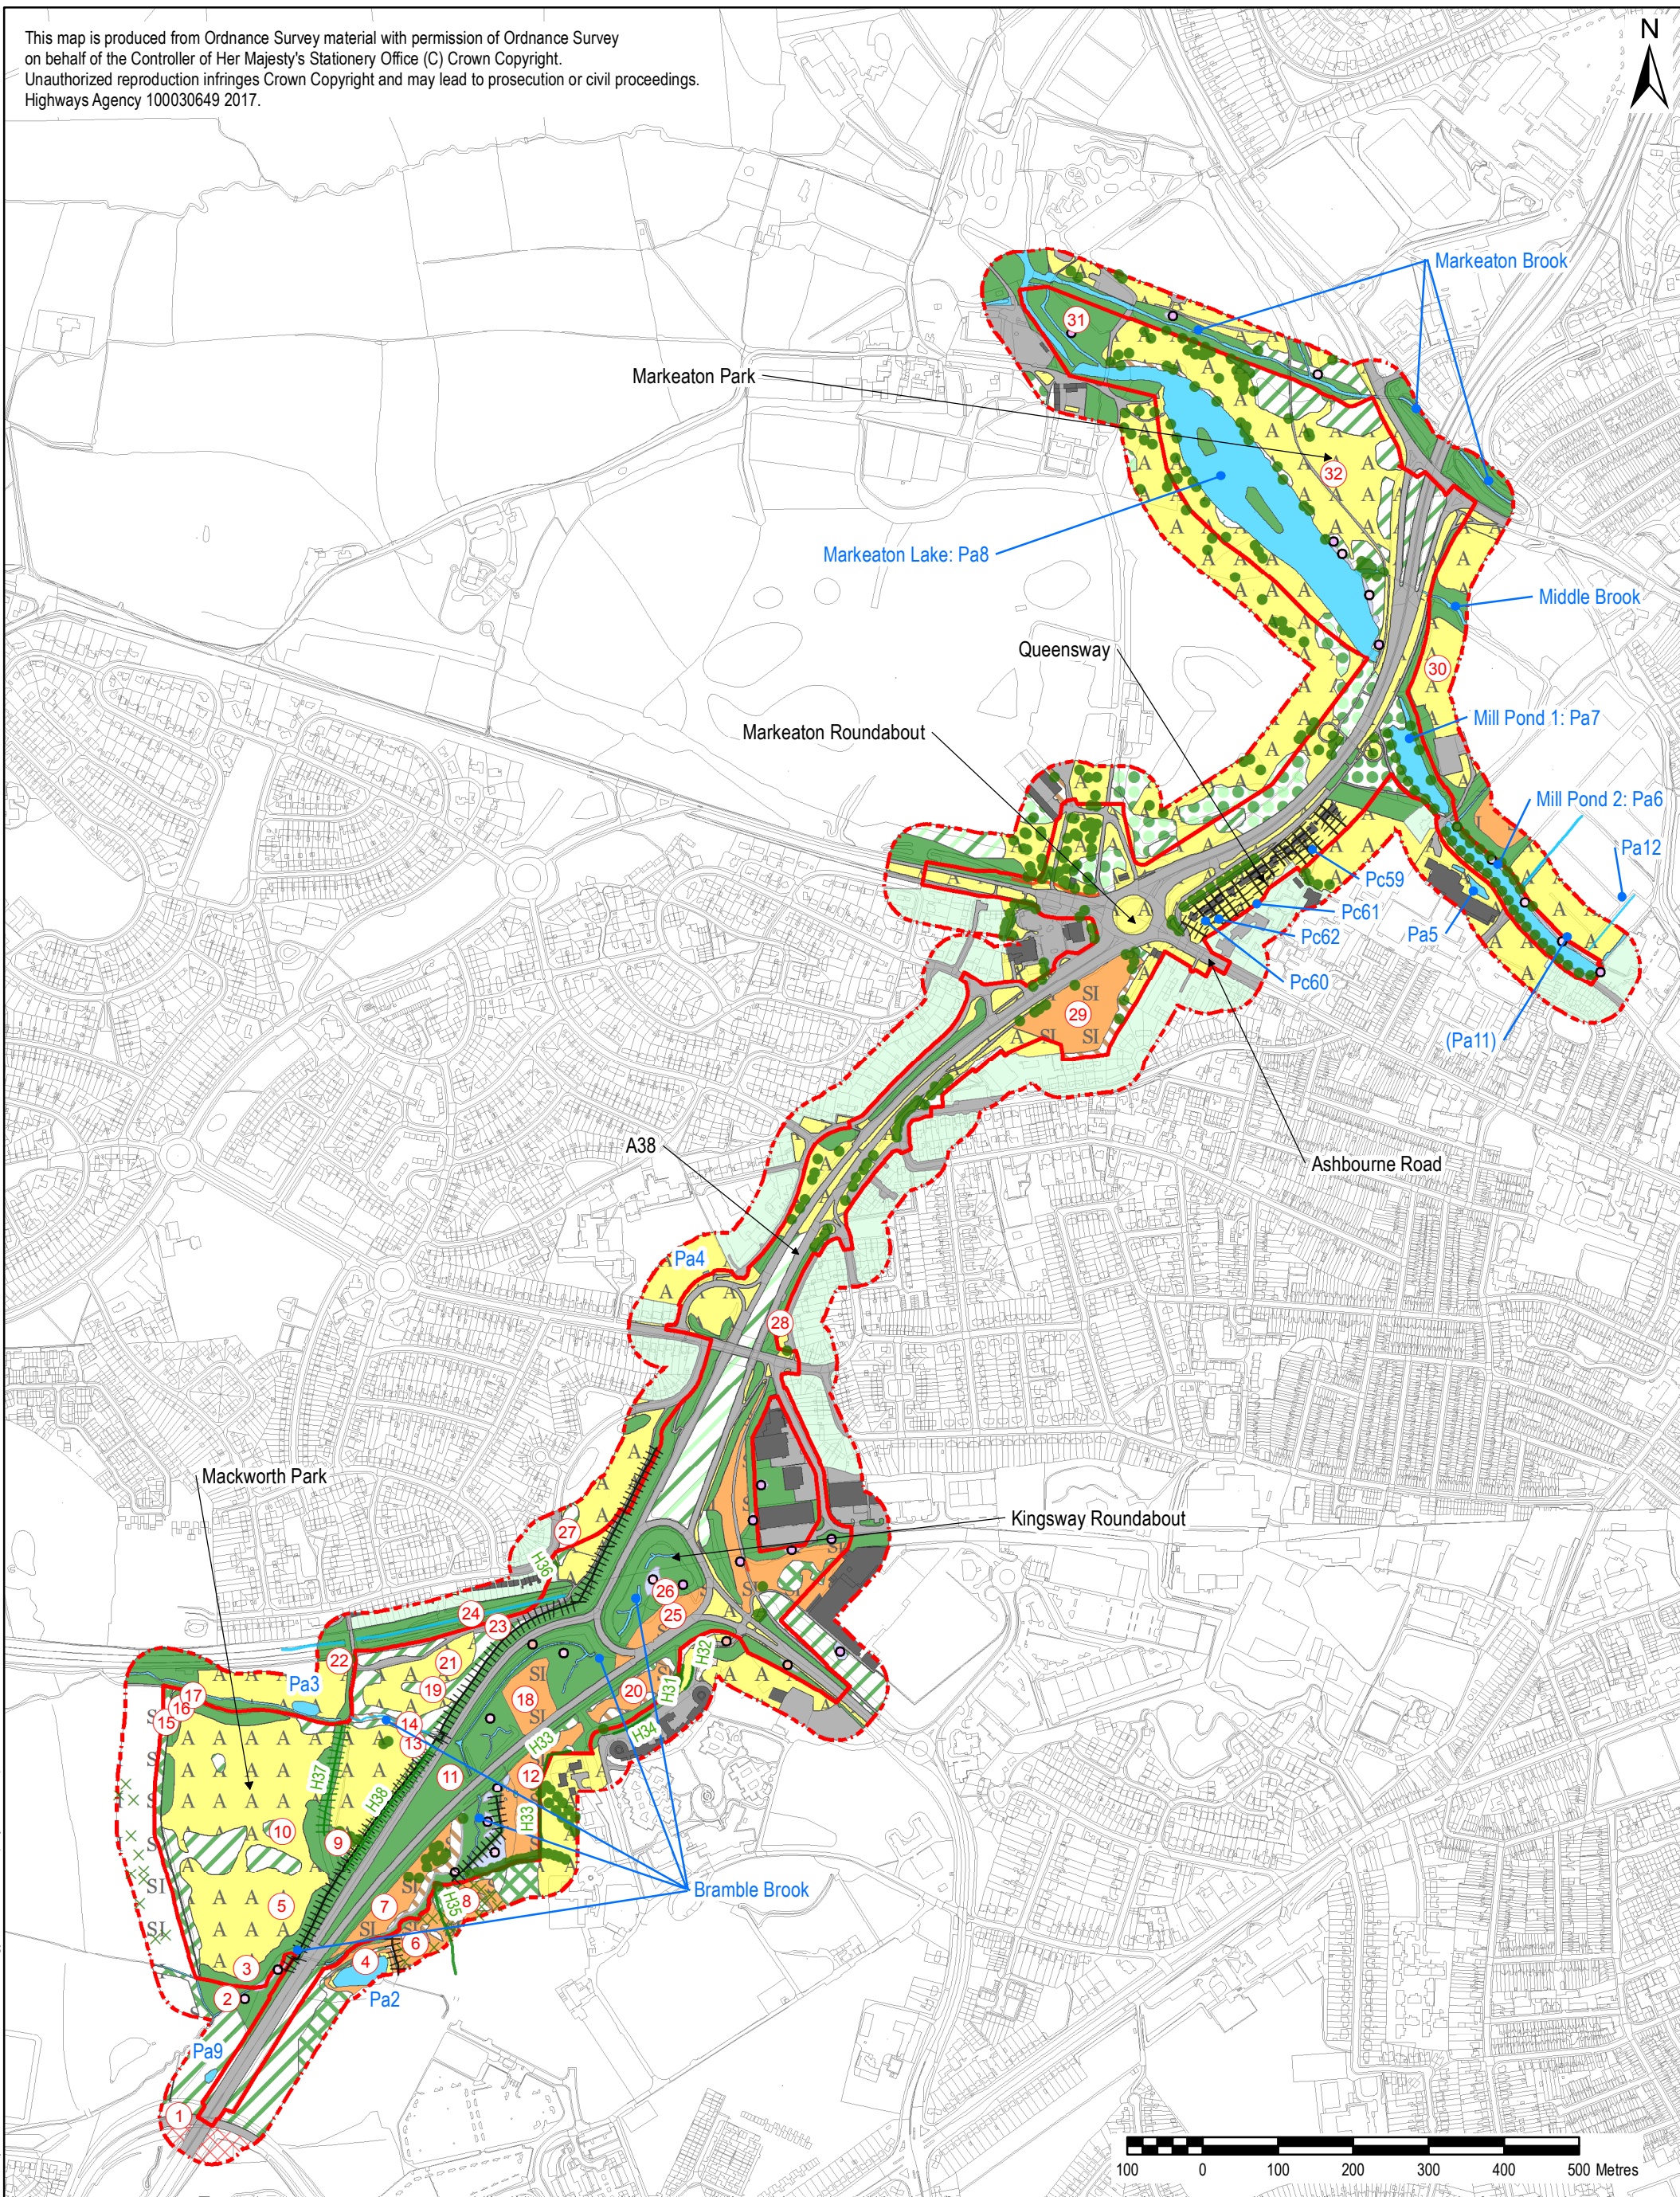 This map is produced from Ordnance Survey material with permission of Ordnance Survey
on behalf of the Controller of Her Majesty's Stationery Office (C) Crown Copyright.
Unauthorized reproduction infringes Crown Copyright and may lead to prosecution or civil proceedings.
Highways Agency 100030649 2017.
N
Markeaton Brook
31
Markeaton Park
32
Markeaton Lake: Pa8
Middle Brook
Queensway
30
Mill Pond 1: Pa7
Markeaton Roundabout
Mill Pond 2: Pa6
Pa12
Pc59
Pc61
Pa5
Pc62
Pc60
SI
29
SI SI
(Pa11)
A38
Ashbourne Road
Pa4
28
Mackworth Park
Kingsway Roundabout
27
H36
26
25
24
23
H32
22
21
Pa3
19
20
H31
17
16
15
18
14
13
H34
H33
11
12
H37
H38
H33
10
9
5
7
8
H35
Bramble Brook
6
4
3
2
Pa2
Pa9
1
100 0 100 200 300 400 500 Metres